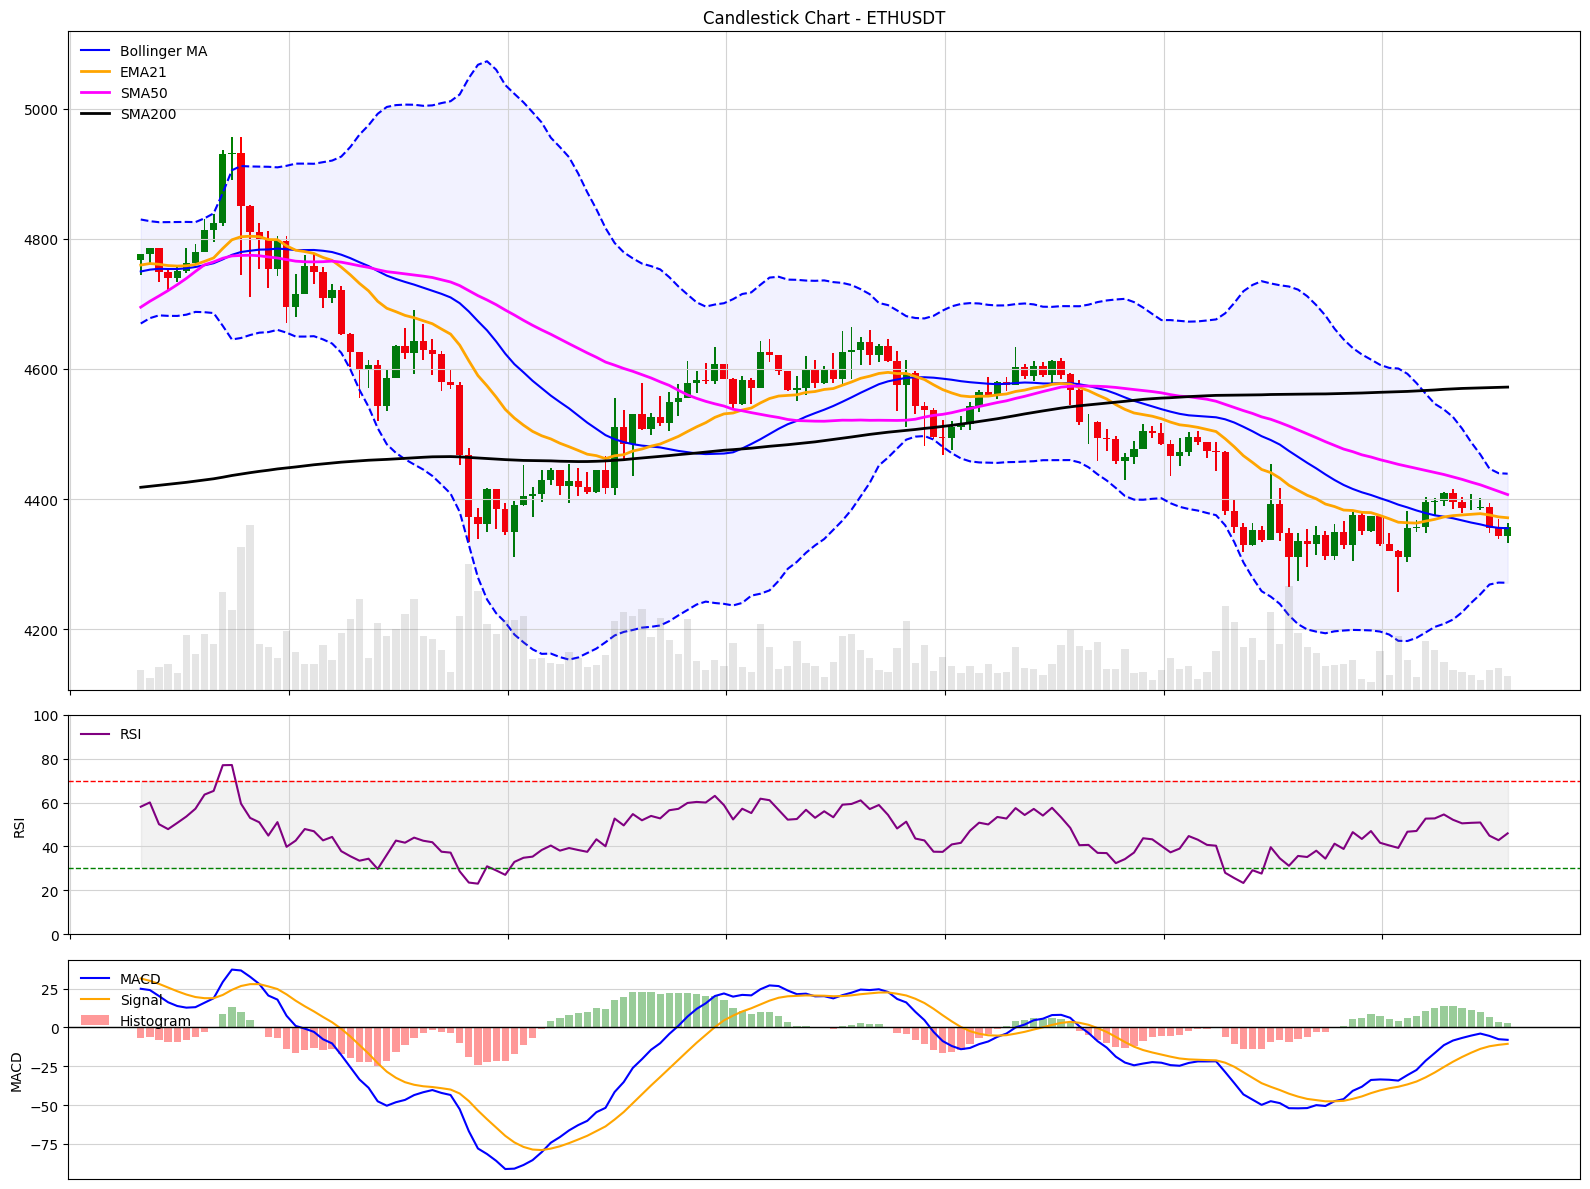 Candlestick Chart - ETHUSDT
Bollinger MA
EMA21
SMA50
SMA200
5000
4800
4600
4400
4200
RSI
100
80
60
40
20
0
RSI
MACD
Signal
Histogram
25
0
−25
−50
−75
MACD